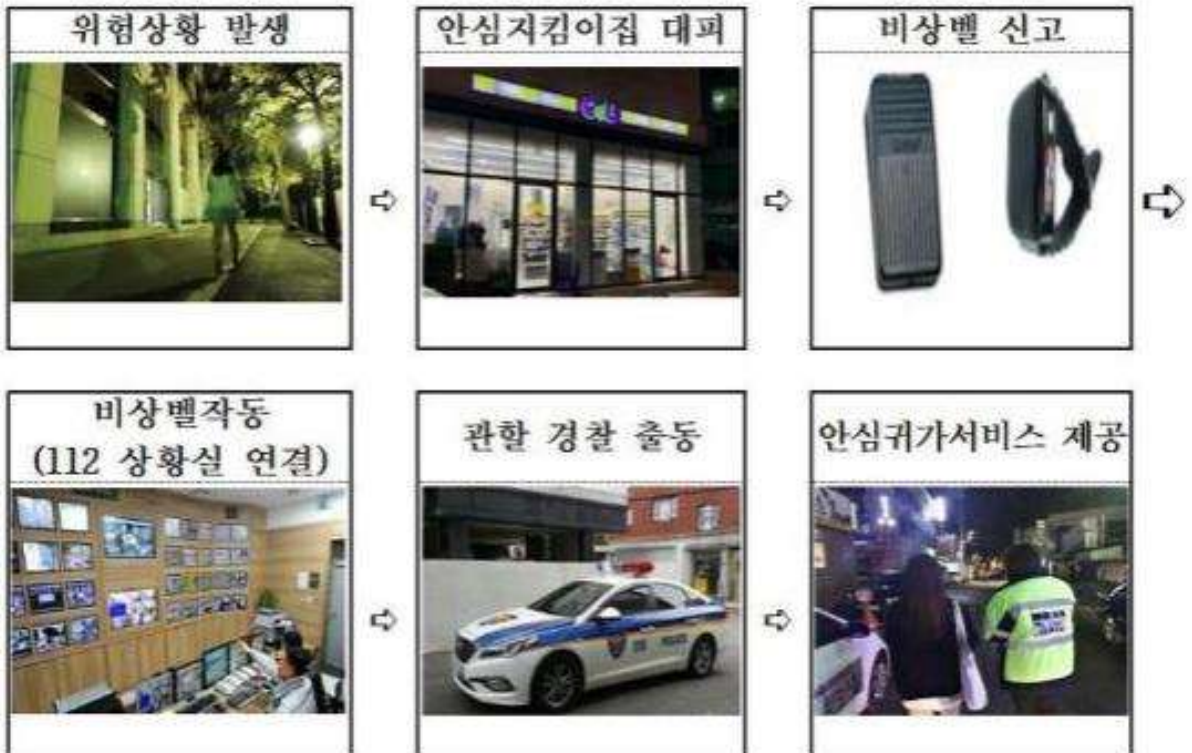 위험상황 발생
안심지킴이집 대피
비상벨 신고
비상벨작동
(112 상황실 연결)
관할 경찰 출동
안심귀가서비스 제공